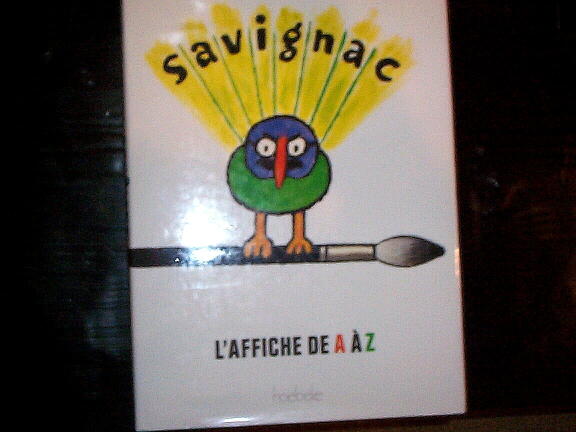 savignac
L'AFFICHE DE A À Z